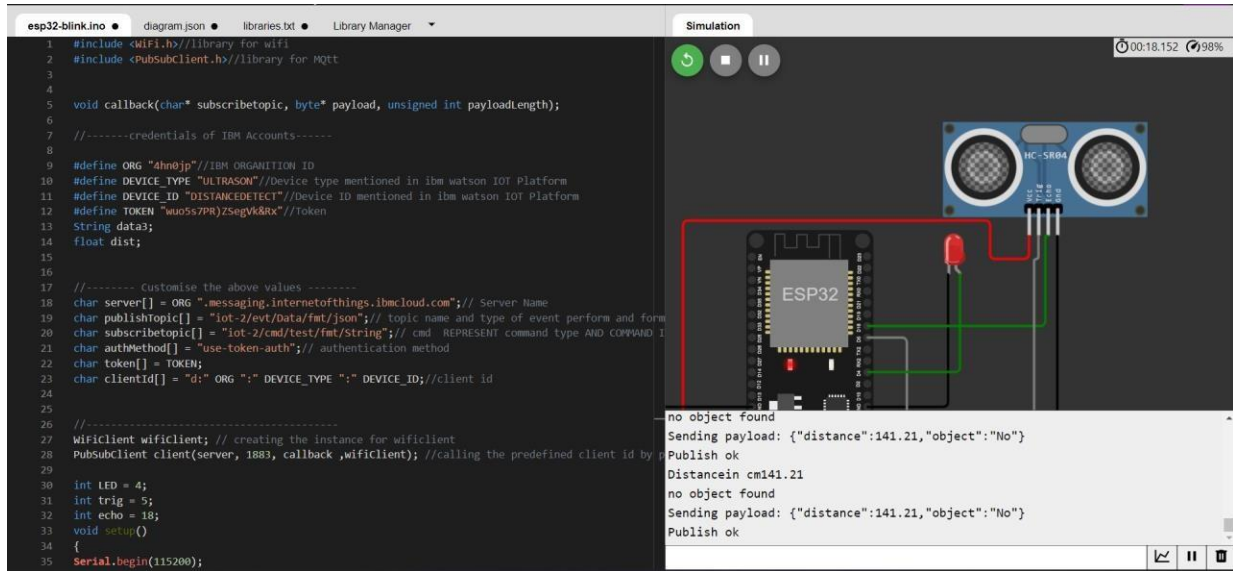 esp32-blink.ino ●
diagram.json ●
libraries.txt ●
Library Manager
1 #include <WiFi.h>//library for wifi
2 #include <PubSubClient.h>//library for MQtt
3
4
5 void callback(char* subscribetopic, byte* payload, unsigned int payloadLength);
6
7 //-------credentials of IBM Accounts------
8
9 #define ORG "4hn0jp"//IBM ORGANITION ID
10 #define DEVICE_TYPE "ULTRASON"//Device type mentioned in ibm watson IOT Platform
11 #define DEVICE_ID "DISTANCEDETECT"//Device ID mentioned in ibm watson IOT Platform
12 #define TOKEN "wuo5s7PR)ZSegVk&Rx"//Token
13 String data3;
14 float dist;
15
16
17 //-------- Customise the above values --------
18 char server[] = ORG ".messaging.internetofthings.ibmcloud.com";// Server Name
19 char publishTopic[] = "iot-2/evt/Data/fmt/json";// topic name and type of event perform and form
20 char subscribetopic[] = "iot-2/cmd/test/fmt/String";// cmd REPRESENT command type AND COMMAND I
21 char authMethod[] = "use-token-auth";// authentication method
22 char token[] = TOKEN;
23 char clientId[] = "d:" ORG ":" DEVICE_TYPE ":" DEVICE_ID;//client id
24
25
26 //-----------------------------------------
27 WiFiClient wifiClient; // creating the instance for wificlient
28 PubSubClient client(server, 1883, callback ,wifiClient); //calling the predefined client id by p
29
30 int LED = 4;
31 int trig = 5;
32 int echo = 18;
33 void setup()
34 {
35 Serial.begin(115200);
Simulation
00:18.152 98%
HC-SR04
Vcc
Trig
Echo
Gnd
ESP32
no object found
Sending payload: {"distance":141.21,"object":"No"}
Publish ok
Distancein cm141.21
no object found
Sending payload: {"distance":141.21,"object":"No"}
Publish ok